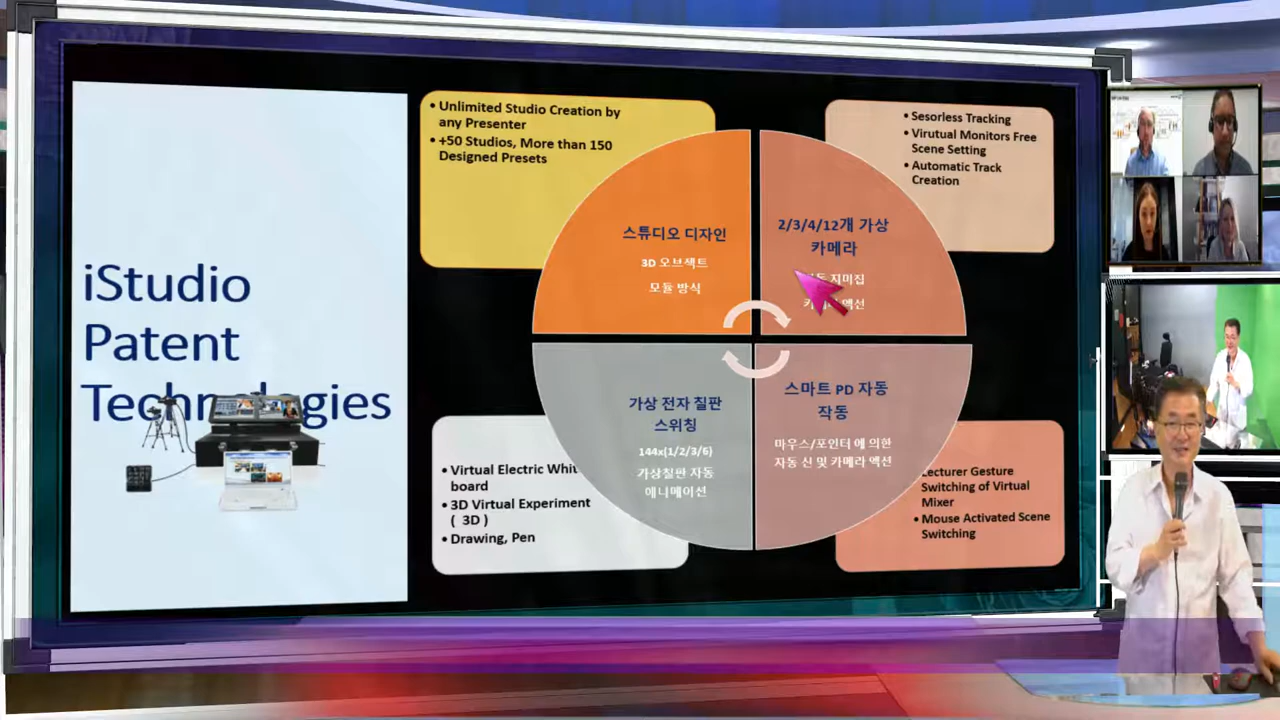 iStudio
Patent
Technologies
• Unlimited Studio Creation by
any Presenter
• +50 Studios, More than 150
Designed Presets
• Sesorless Tracking
• Virutual Monitors Free
Scene Setting
• Automatic Track
Creation
스튜디오 디자인
3D 오브젝트
모듈 방식
2/3/4/12개 가상
카메라
지미집
액션
가상 전자 칠판
스위칭
144x(1/2/3/6)
가상칠판 자동
애니메이션
스마트 PD 자동
작동
마우스/포인터 에 의한
자동 신 및 카메라 액션
• Virtual Electric Whit
board
• 3D Virtual Experiment
( 3D )
• Drawing, Pen
Lecturer Gesture
Switching of Virtual
Mixer
• Mouse Activated Scene
Switching